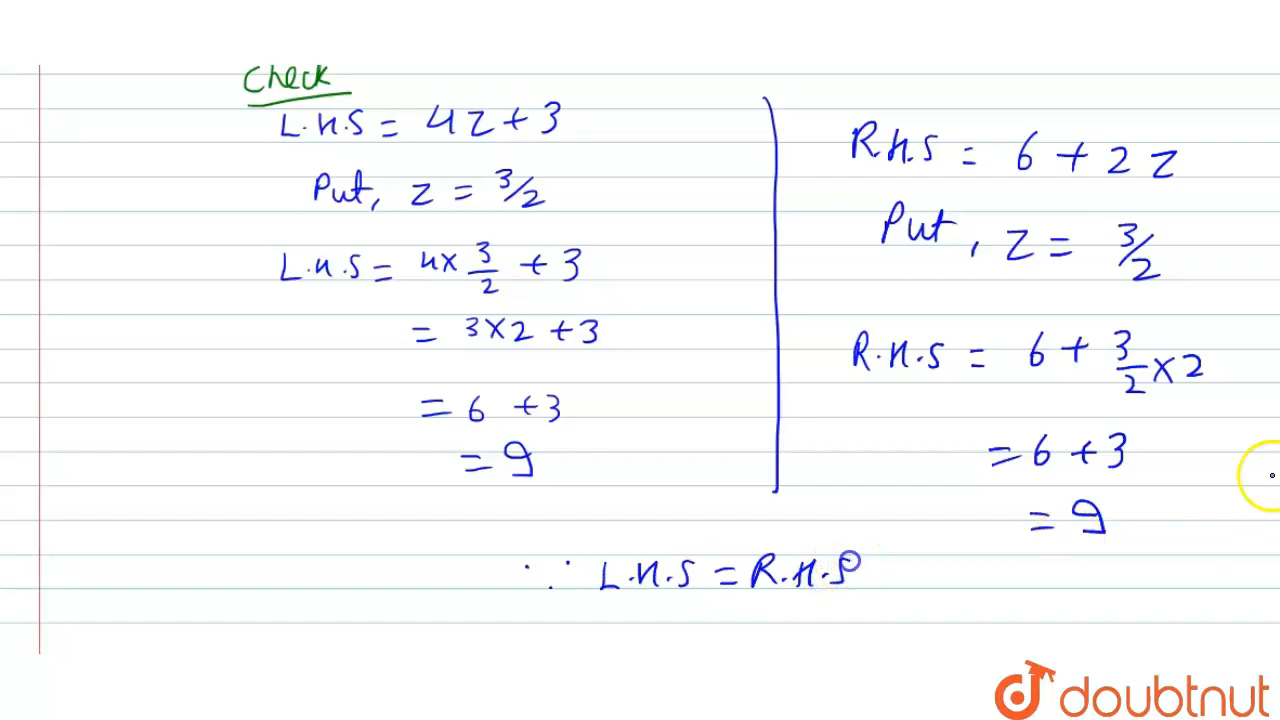 Check
L.H.S = 4z + 3
Put, z = 3/2
L.H.S = 4 × 3/2 + 3
= 3 × 2 + 3
= 6 + 3
= 9
R.H.S = 6 + 2z
Put, z = 3/2
R.H.S = 6 + 3/2 × 2
= 6 + 3
= 9
∵ L.H.S = R.H.S
doubtnut